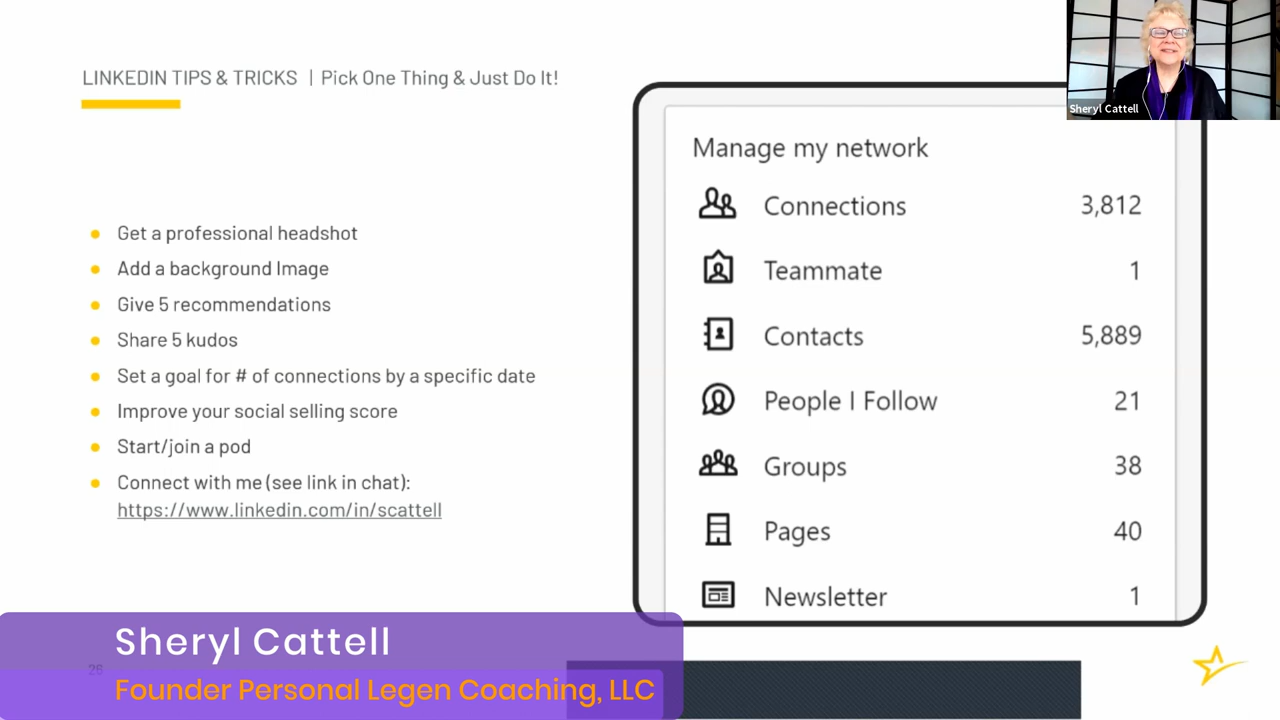 LINKEDIN TIPS & TRICKS | Pick One Thing & Just Do It!
Get a professional headshot
Add a background Image
Give 5 recommendations
Share 5 kudos
Set a goal for # of connections by a specific date
Improve your social selling score
Start/join a pod
Connect with me (see link in chat):
https://www.linkedin.com/in/scattell
Manage my network
Connections 3,812
Teammate 1
Contacts 5,889
People I Follow 21
Groups 38
Pages 40
Newsletter 1
Sheryl Cattell
Sheryl Cattell
26
Founder Personal Legen Coaching, LLC